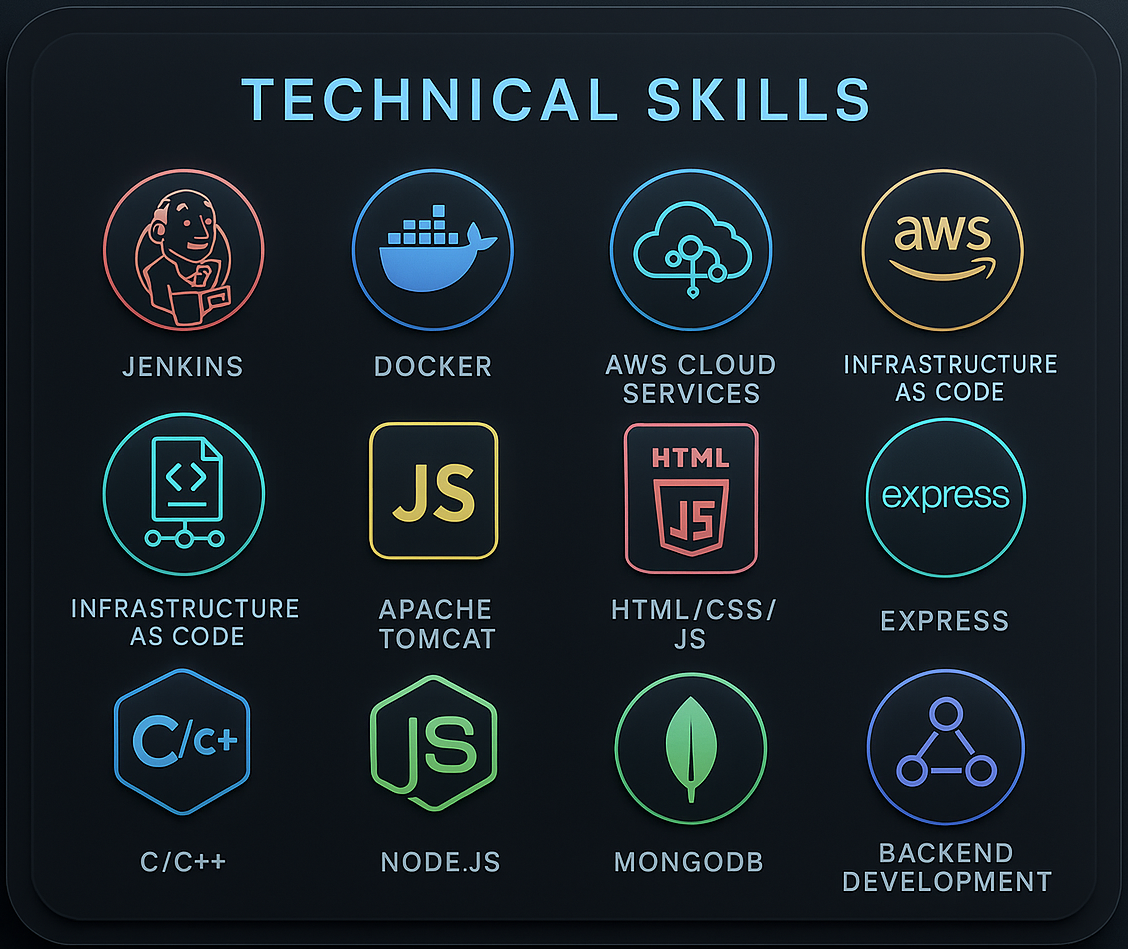 TECHNICAL SKILLS
aws
JENKINS
DOCKER
AWS CLOUD
SERVICES
INFRASTRUCTURE
AS CODE
JS
HTML
JS
express
INFRASTRUCTURE
AS CODE
APACHE
TOMCAT
HTML/CSS/
JS
EXPRESS
C/c+
JS
C/C++
NODE.JS
MONGODB
BACKEND
DEVELOPMENT